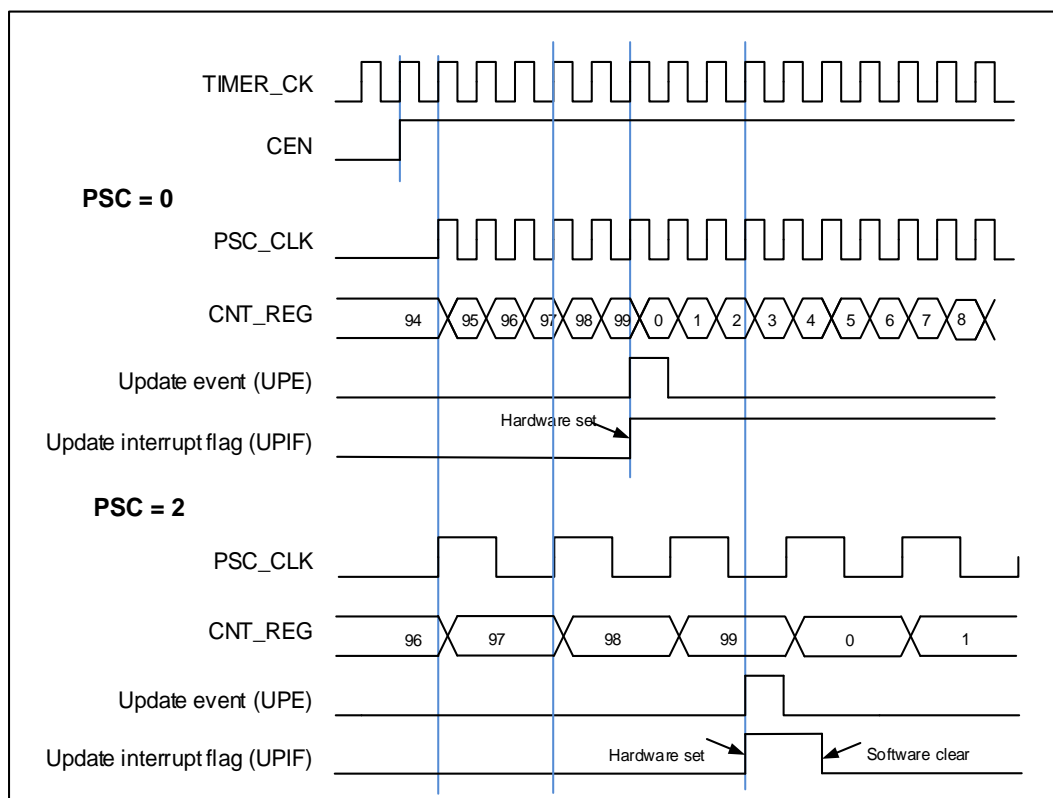 TIMER_CK
CEN
PSC = 0
PSC_CLK
CNT_REG 94 95 96 97 98 99 0 1 2 3 4 5 6 7 8
Update event (UPE)
Hardware set
Update interrupt flag (UPIF)
PSC = 2
PSC_CLK
CNT_REG 96 97 98 99 0 1
Update event (UPE)
Update interrupt flag (UPIF) Hardware set Software clear